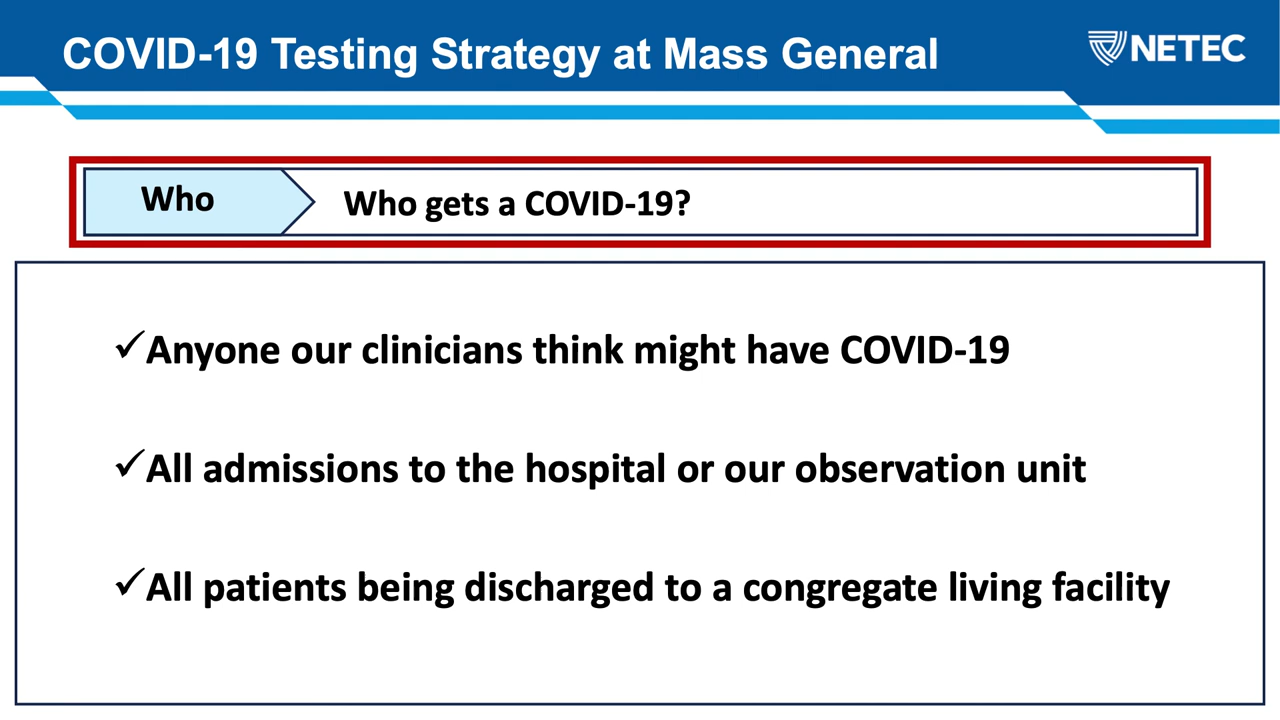 COVID-19 Testing Strategy at Mass General
NETEC
Who
Who gets a COVID-19?
✓Anyone our clinicians think might have COVID-19
✓All admissions to the hospital or our observation unit
✓All patients being discharged to a congregate living facility